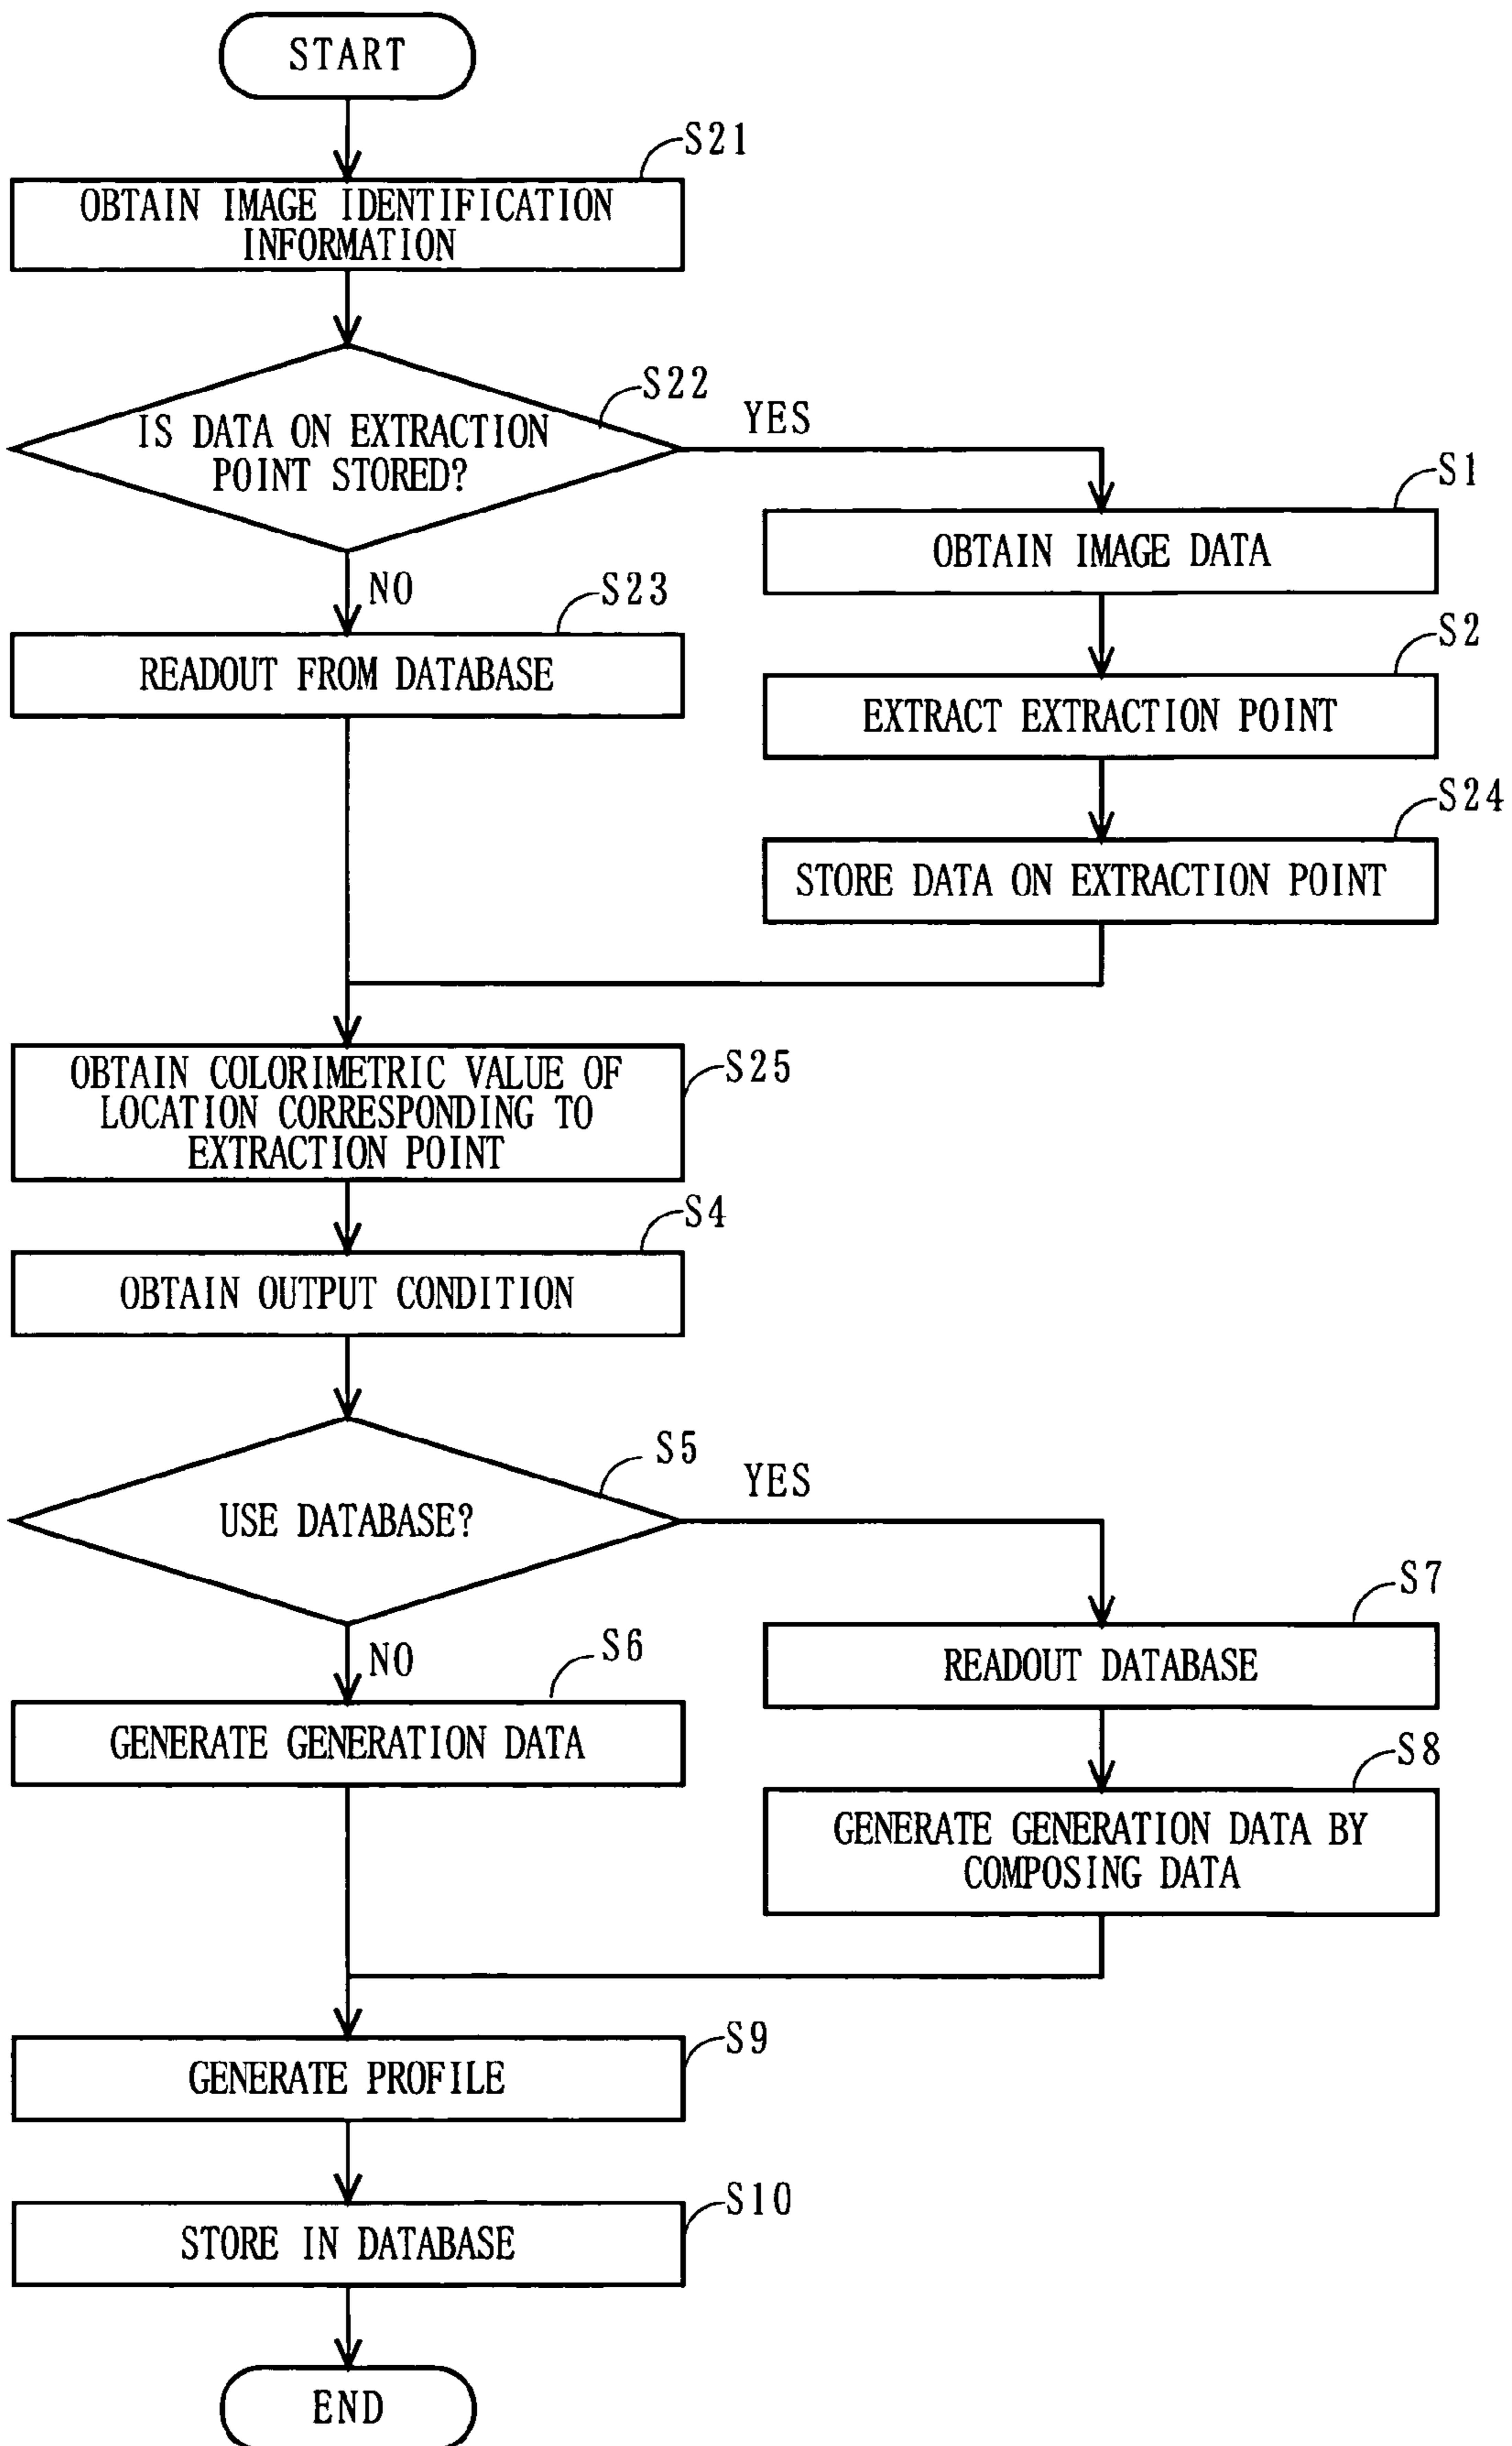 START
S21
OBTAIN IMAGE IDENTIFICATION
INFORMATION
S22
IS DATA ON EXTRACTION
POINT STORED?
YES
NO
S1
OBTAIN IMAGE DATA
S23
READOUT FROM DATABASE
S2
EXTRACT EXTRACTION POINT
S24
STORE DATA ON EXTRACTION POINT
S25
OBTAIN COLORIMETRIC VALUE OF
LOCATION CORRESPONDING TO
EXTRACTION POINT
S4
OBTAIN OUTPUT CONDITION
S5
USE DATABASE?
YES
NO
S7
READOUT DATABASE
S6
GENERATE GENERATION DATA
S8
GENERATE GENERATION DATA BY
COMPOSING DATA
S9
GENERATE PROFILE
S10
STORE IN DATABASE
END